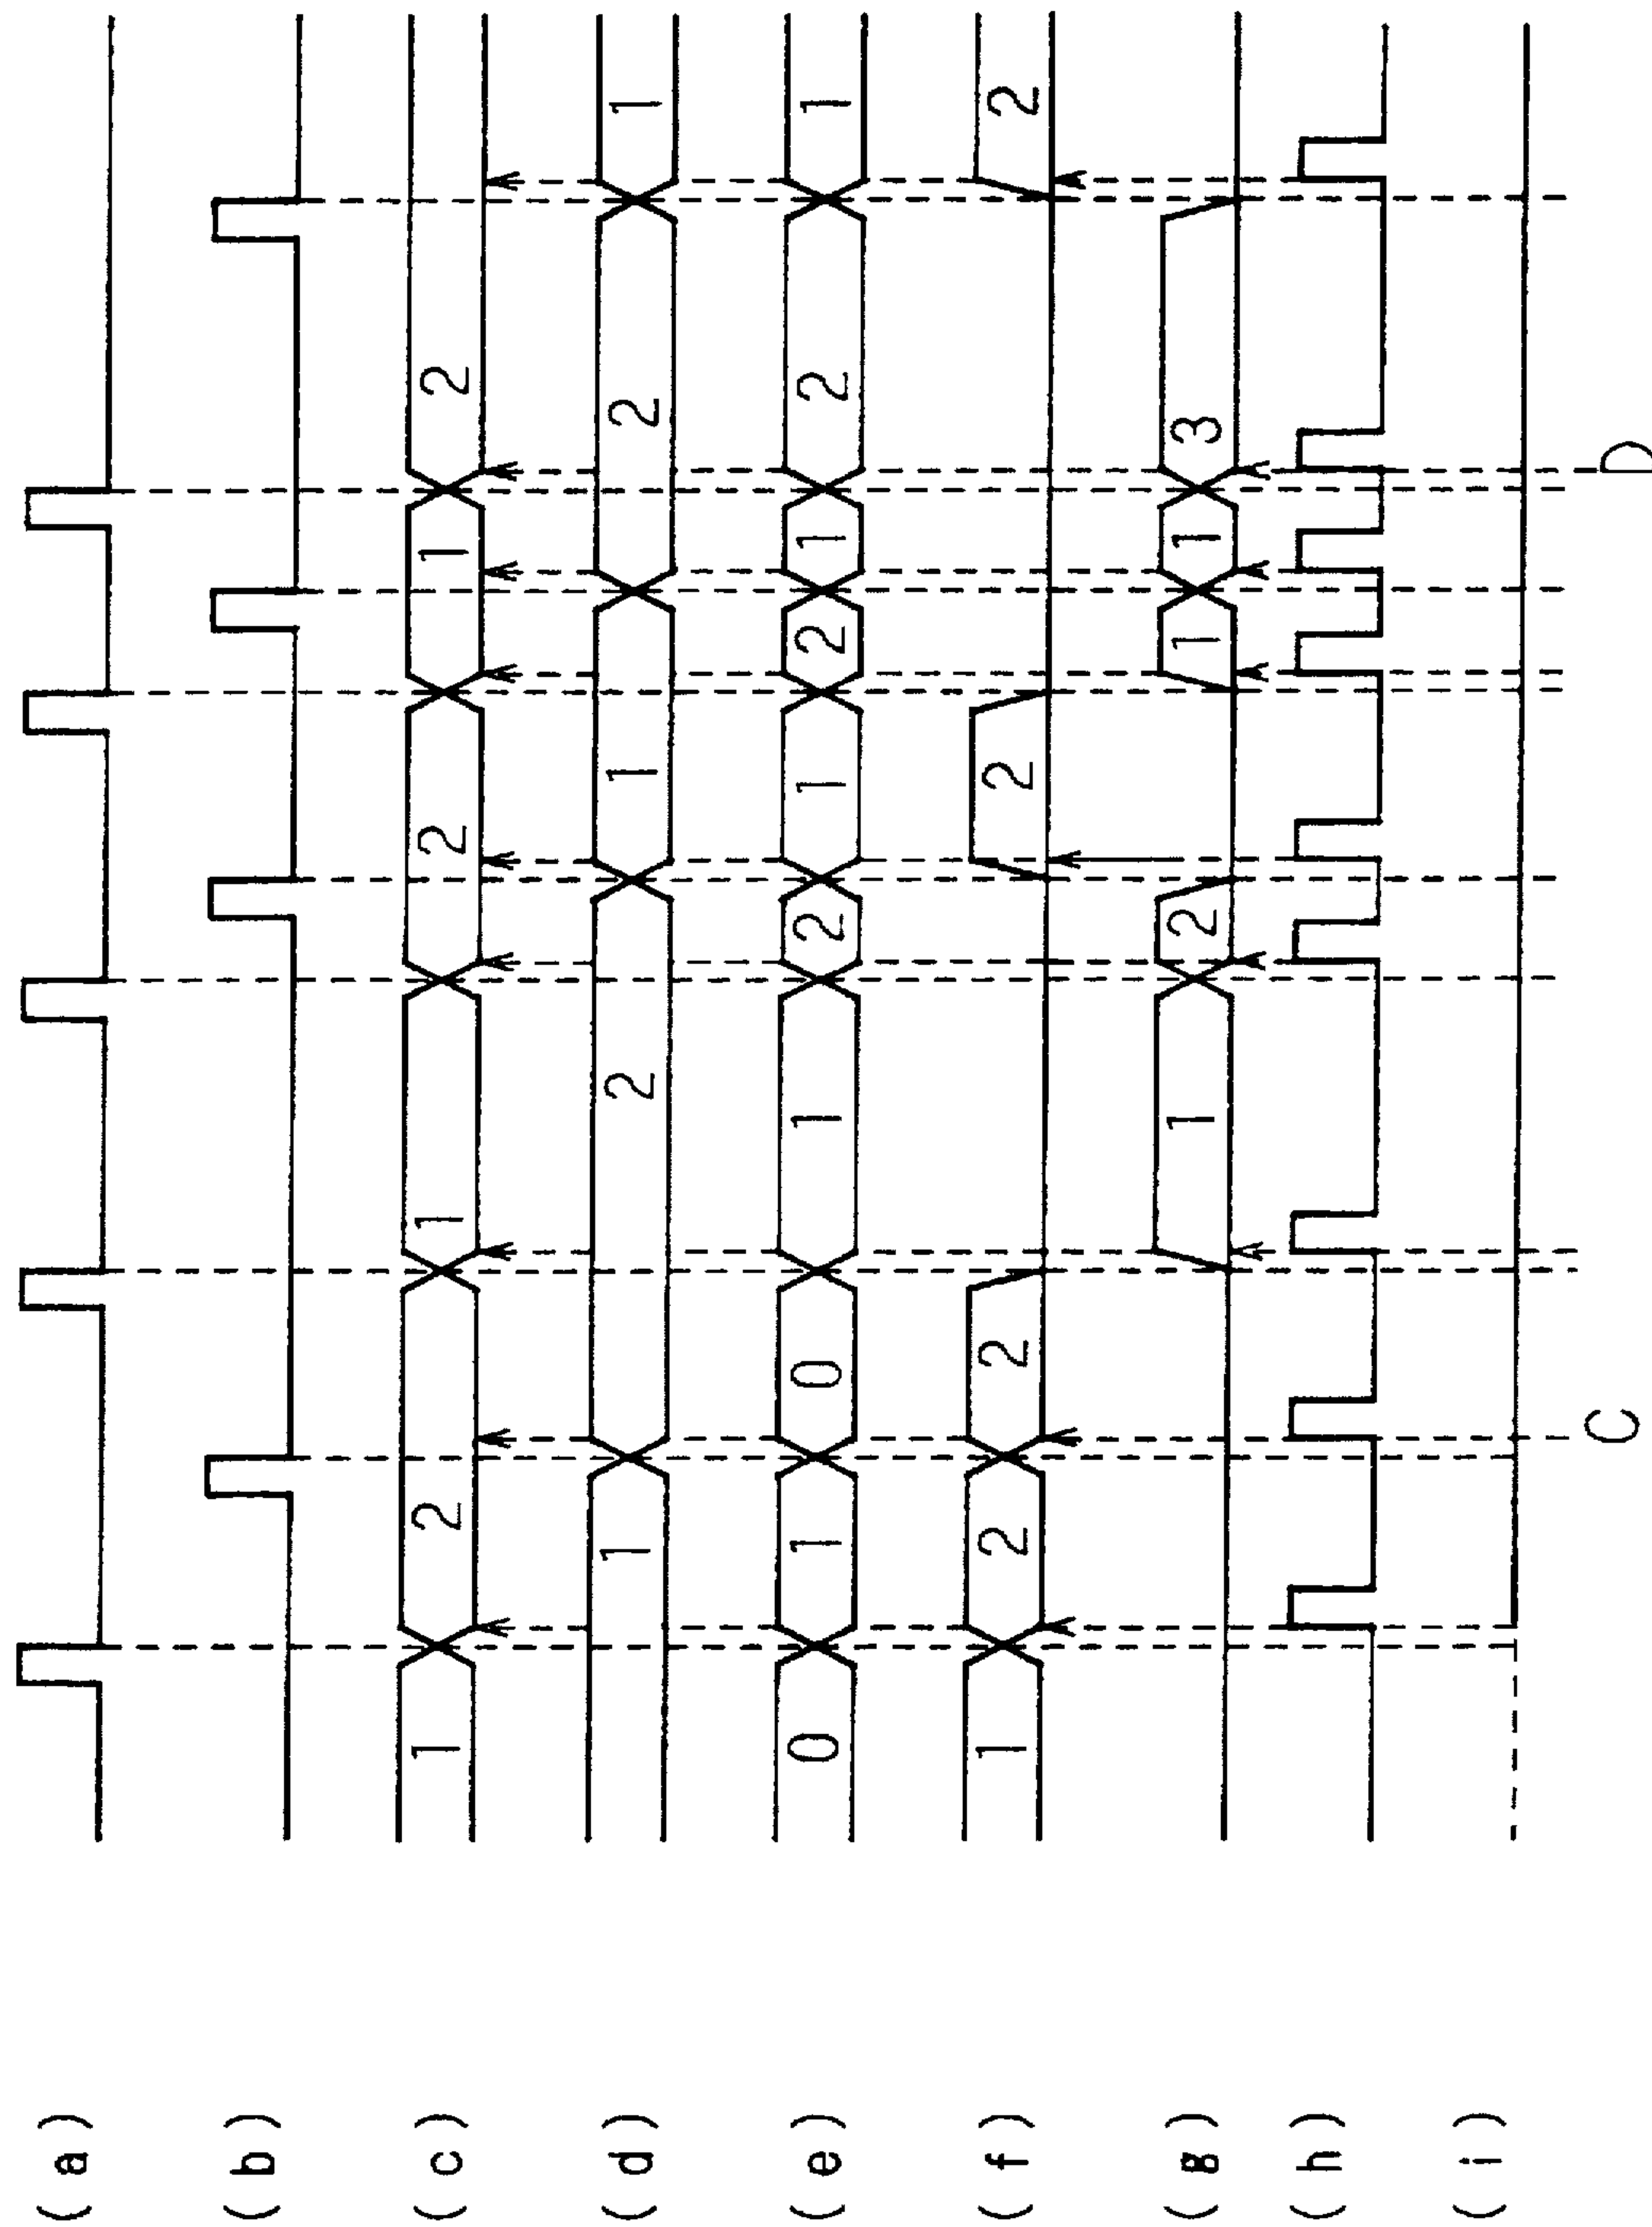 (a)
(b)
(c) 1 2 1 2 1 2
(d) 1 2 1 2 1
(e) 0 1 0 1 2 1 2 1 2 1
(f) 1 2 2 2 2
(g) 1 2 1 1 3
(h)
(i)
C D